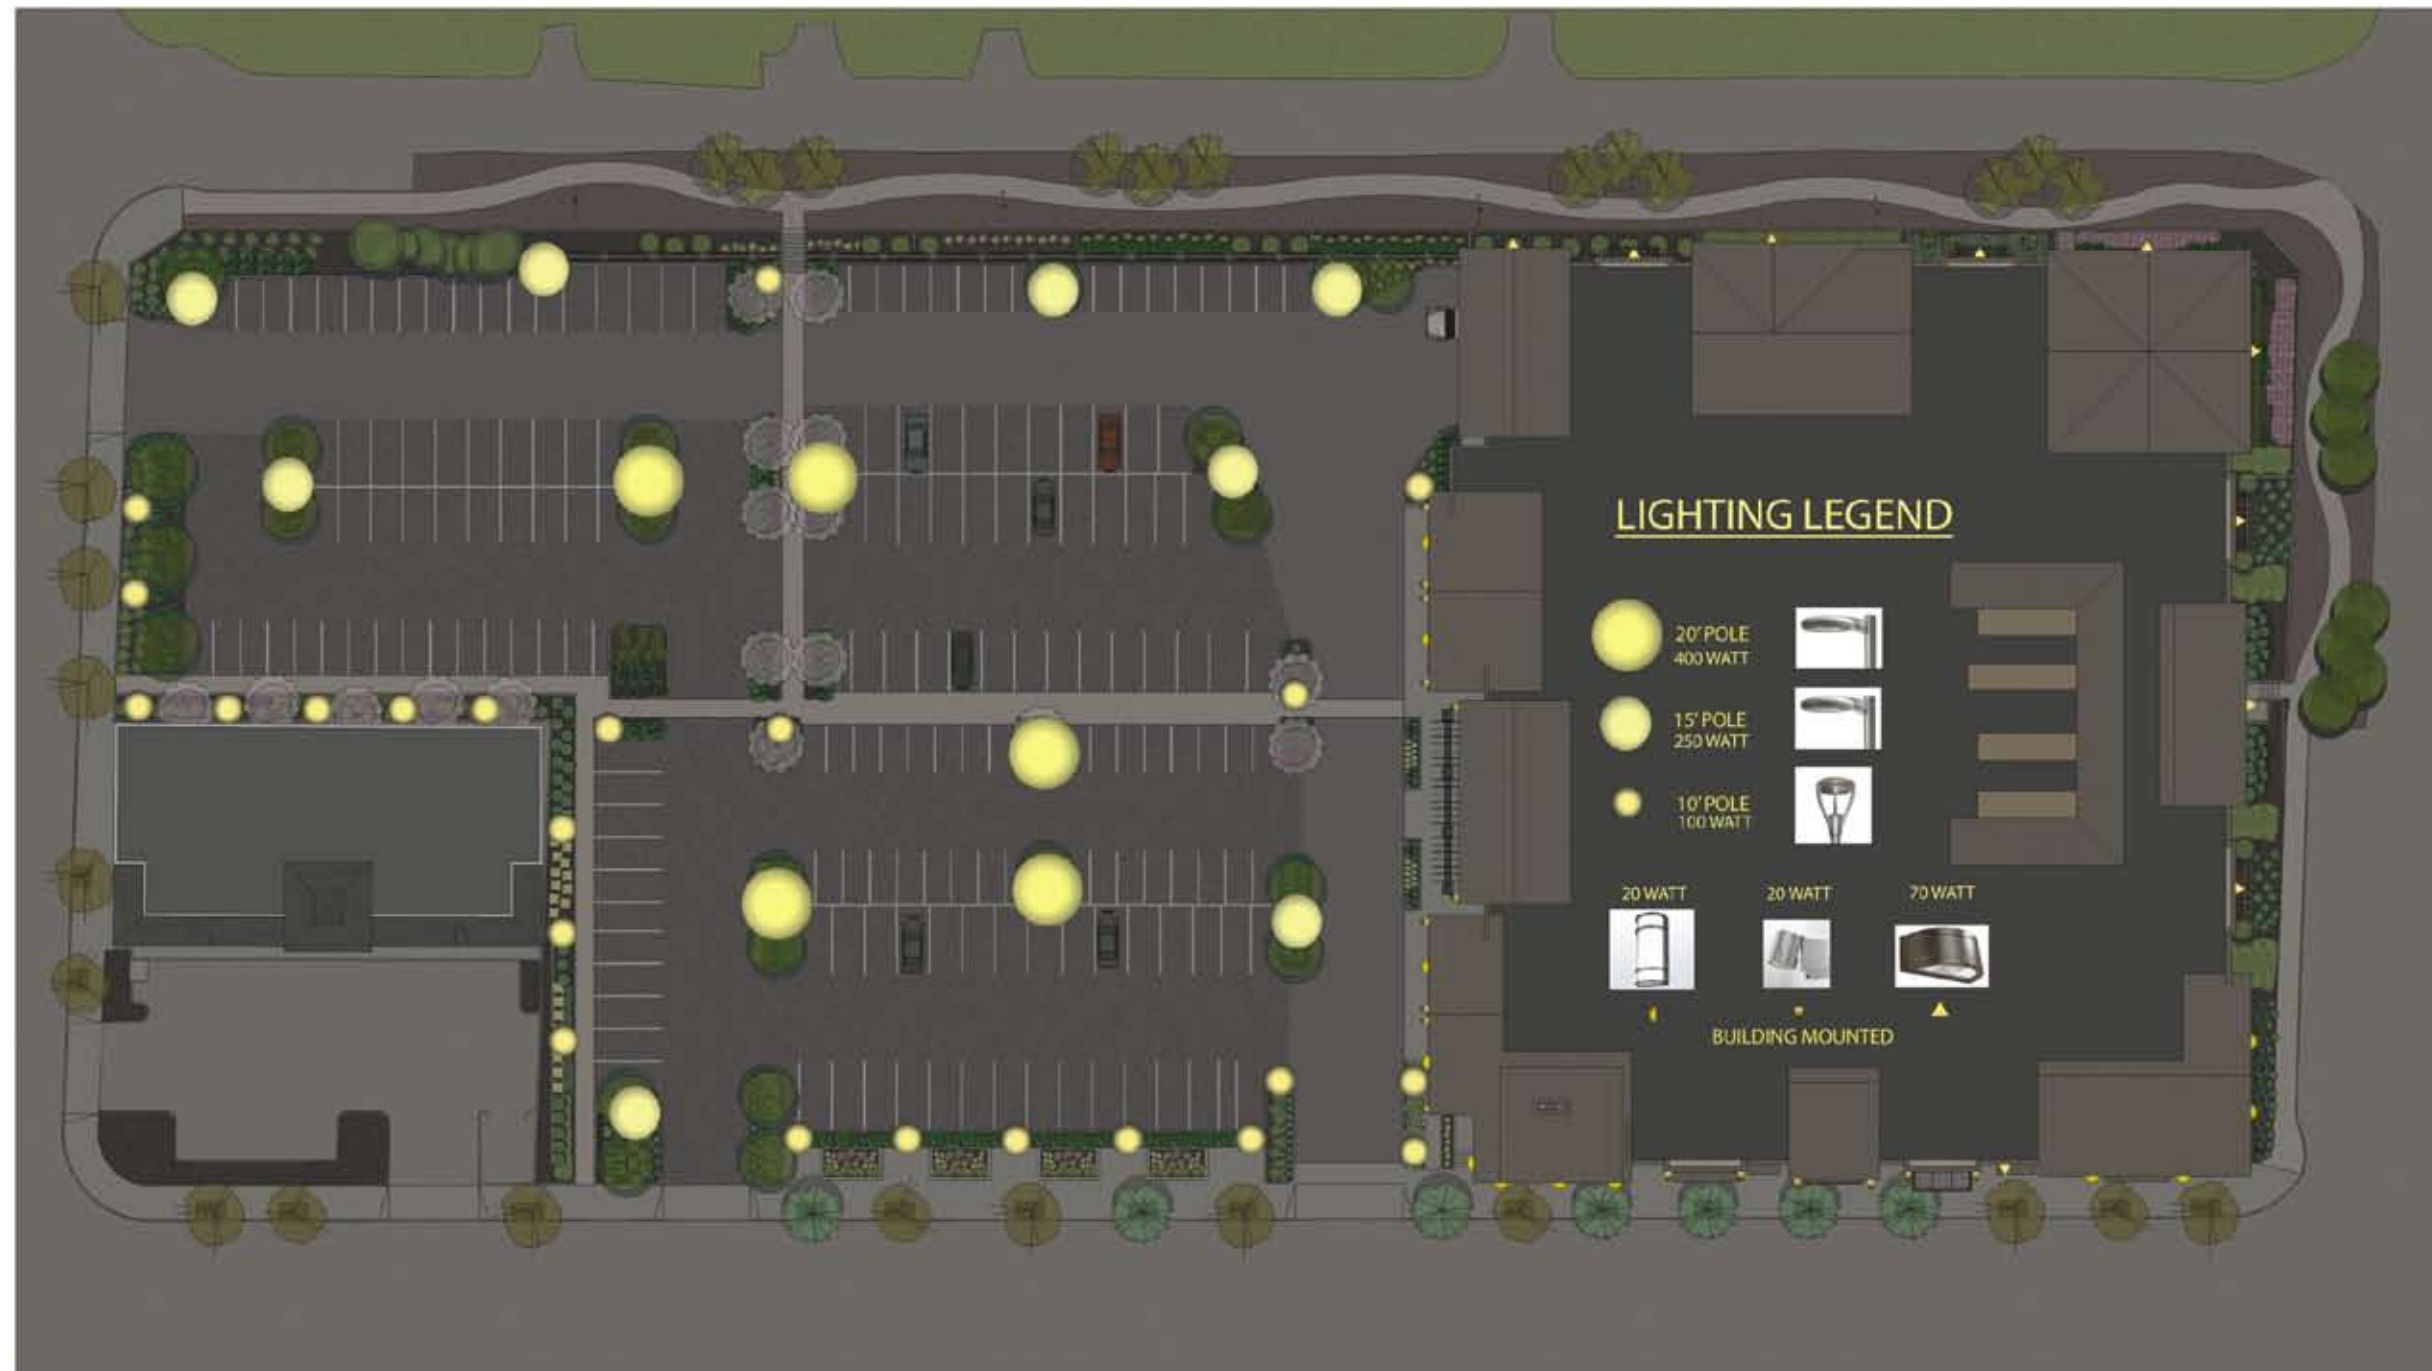 LIGHTING LEGEND
20' POLE
400 WATT
15' POLE
250 WATT
10' POLE
100 WATT
20 WATT
20 WATT
70 WATT
BUILDING MOUNTED